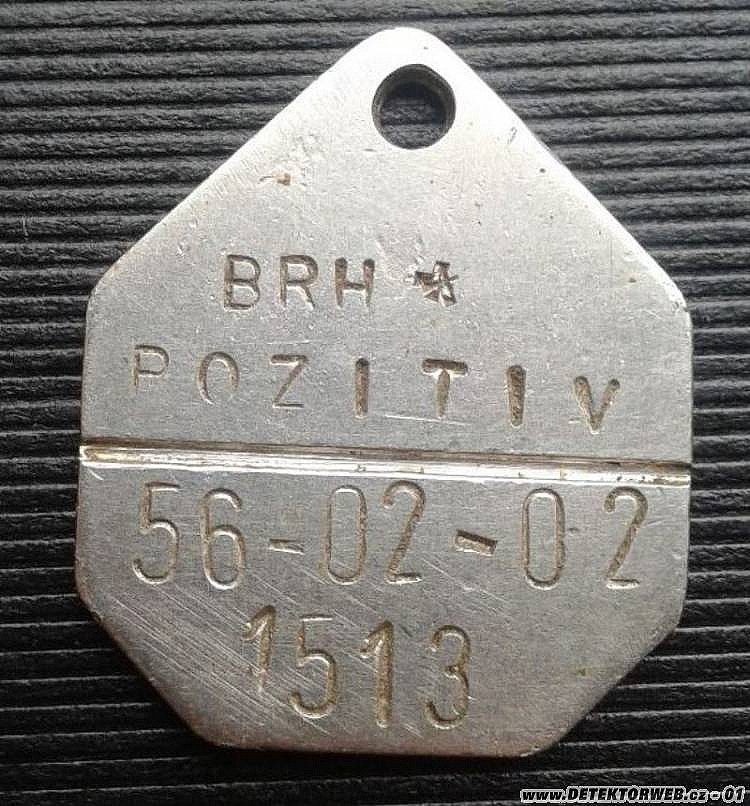 BRH
POZITIV
56-02-02
1513
www.DETEKTORWEB.cz-01